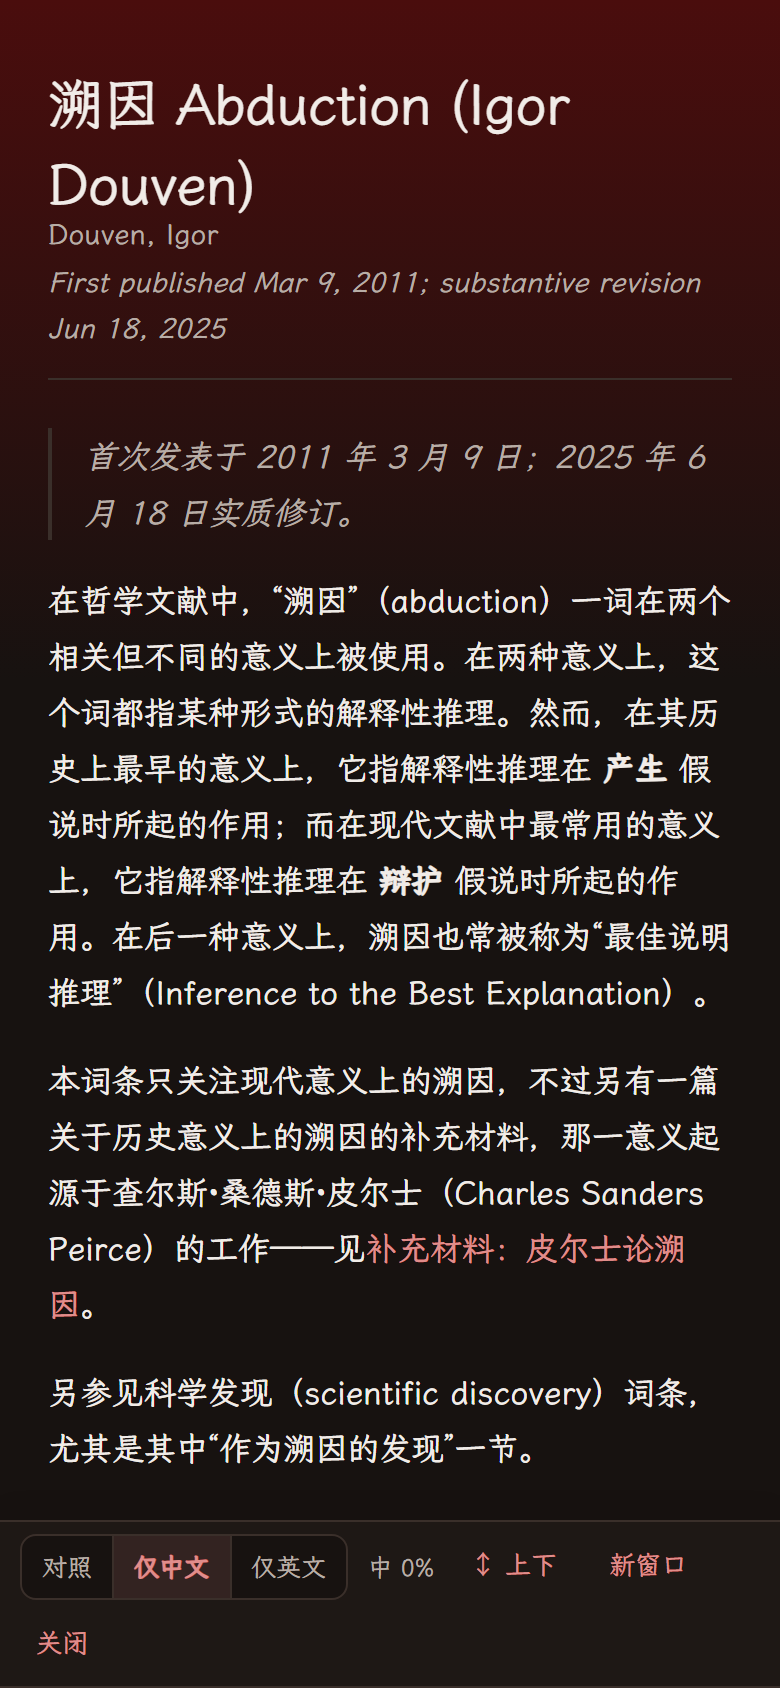 溯因 Abduction (Igor
Douven)
Douven, Igor
First published Mar 9, 2011; substantive revision
Jun 18, 2025
首次发表于 2011 年 3 月 9 日；2025 年 6
月 18 日实质修订。
在哲学文献中，“溯因”（abduction）一词在两个
相关但不同的意义上被使用。在两种意义上，这
个词都指某种形式的解释性推理。然而，在其历
史上最早的意义上，它指解释性推理在 产生 假
说时所起的作用；而在现代文献中最常用的意义
上，它指解释性推理在 辩护 假说时所起的作
用。在后一种意义上，溯因也常被称为“最佳说明
推理”（Inference to the Best Explanation）。
本词条只关注现代意义上的溯因，不过另有一篇
关于历史意义上的溯因的补充材料，那一意义起
源于查尔斯·桑德斯·皮尔士（Charles Sanders
Peirce）的工作——见补充材料：皮尔士论溯
因。
另参见科学发现（scientific discovery）词条，
尤其是其中“作为溯因的发现”一节。
对照 仅中文 仅英文 中 0% ↕ 上下 新窗口
关闭